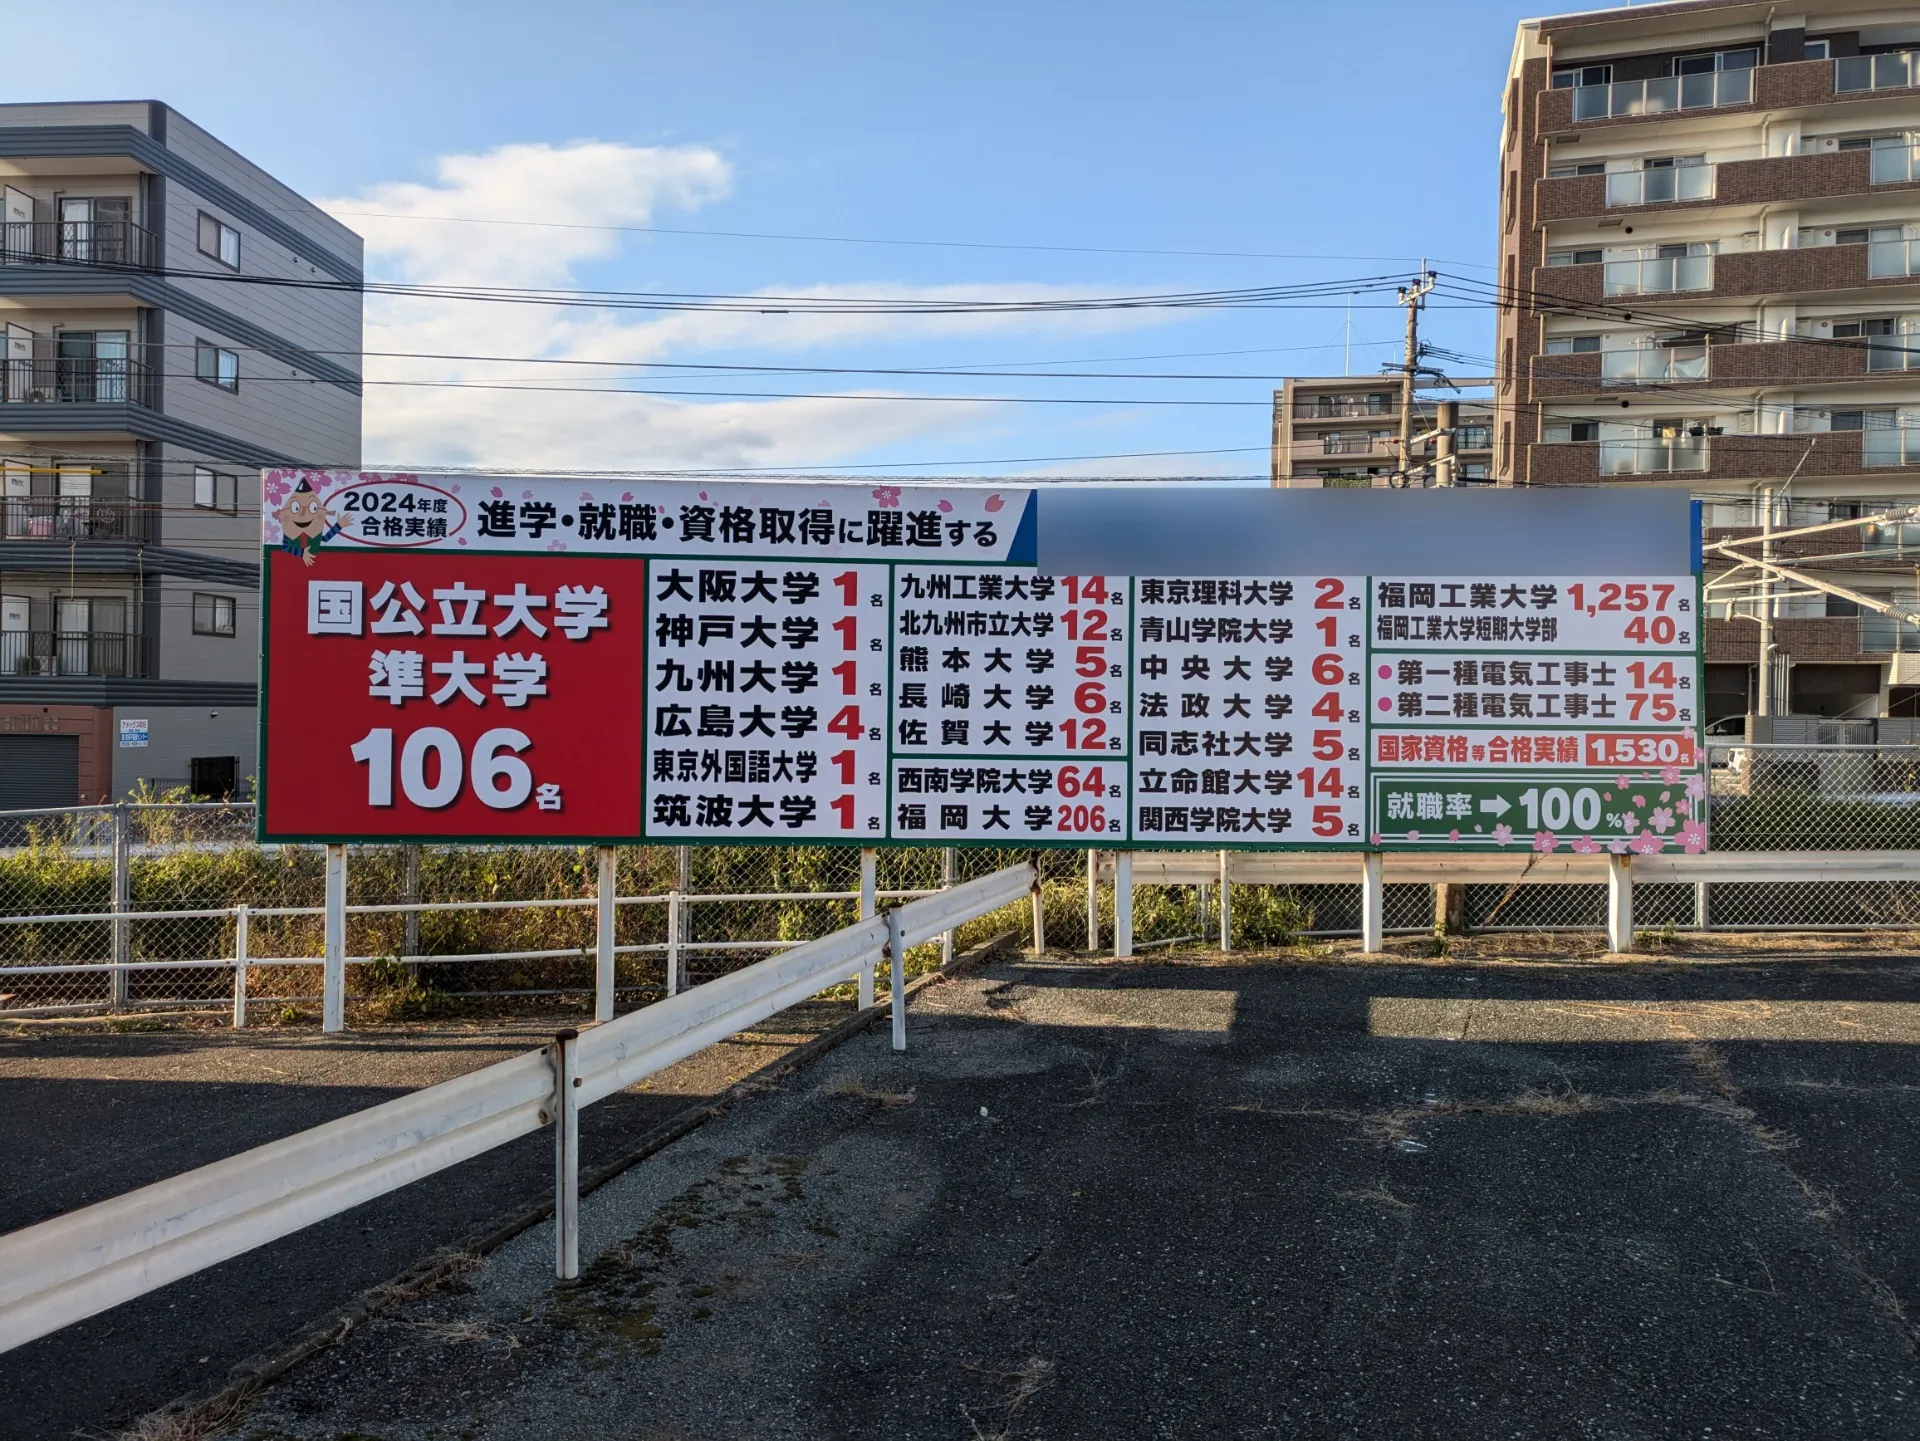 2024年度
合格実績
進学・就職・資格取得に躍進する
国公立大学
準大学
106名
大阪大学 1名
神戸大学 1名
九州大学 1名
広島大学 4名
東京外国語大学 1名
筑波大学 1名
九州工業大学 14名
北九州市立大学 12名
熊本大学 5名
長崎大学 6名
佐賀大学 12名
西南学院大学 64名
福岡大学 206名
東京理科大学 2名
青山学院大学 1名
中央大学 6名
法政大学 4名
同志社大学 5名
立命館大学 14名
関西学院大学 5名
福岡工業大学 1,257名
福岡工業大学短期大学部 40名
●第一種電気工事士 14名
●第二種電気工事士 75名
国家資格等合格実績 1,530名
就職率➡100%